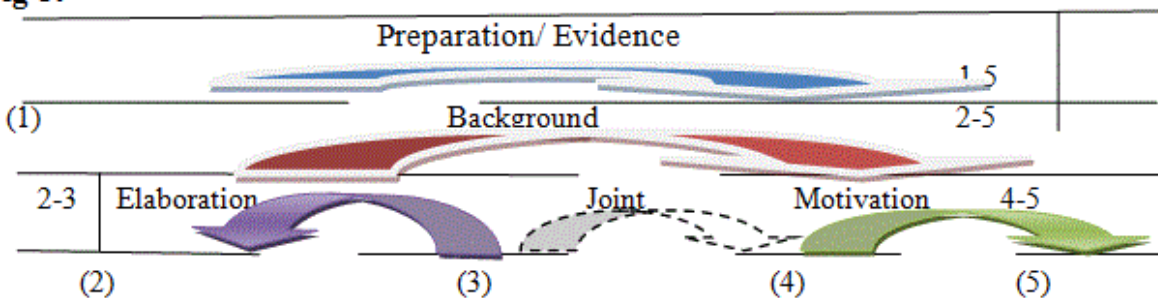 Preparation/ Evidence
1-5
(1) Background 2-5
2-3 Elaboration Joint Motivation 4-5
(2) (3) (4) (5)